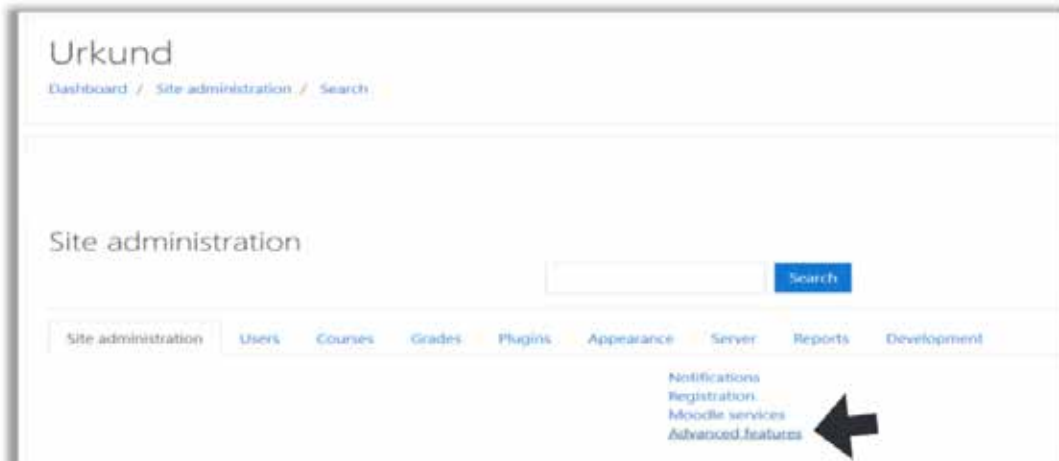 Urkund
Dashboard / Site administration / Search
Site administration
Search
Site administration Users Courses Grades Plugins Appearance Server Reports Development
Notifications
Registration
Moodle services
Advanced features